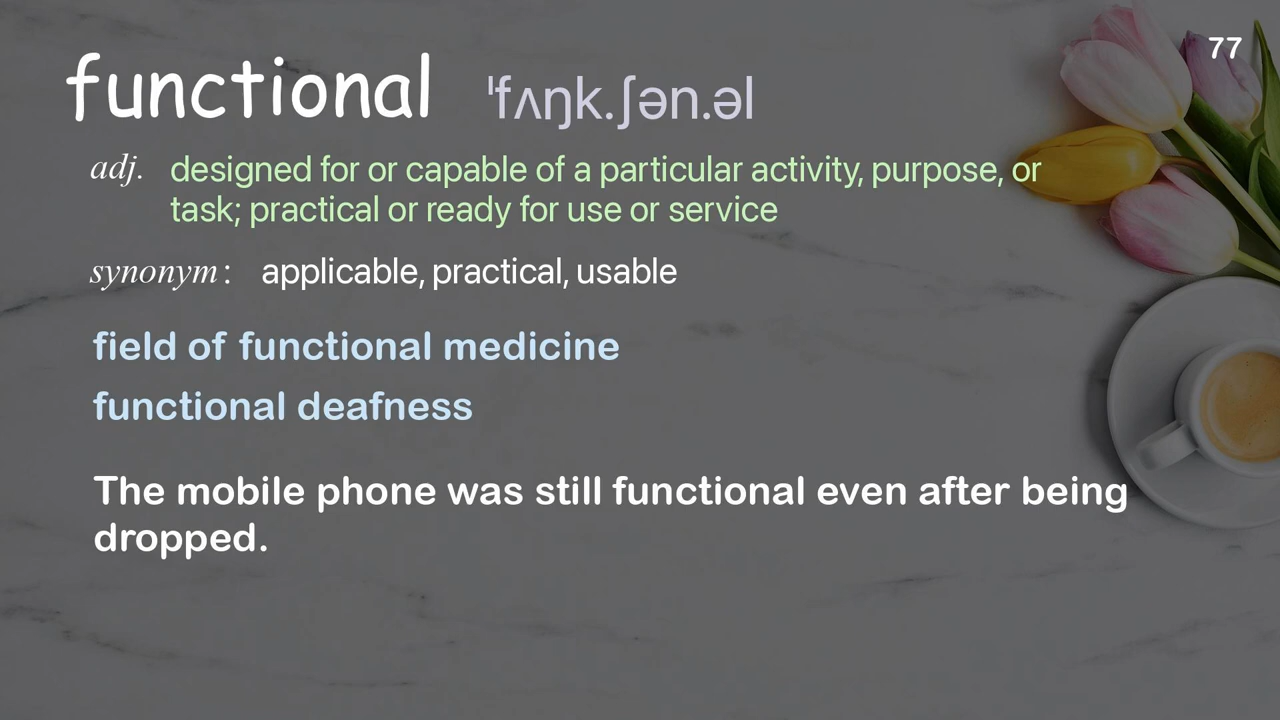 77
functional ˈfʌŋk.ʃən.əl
adj. designed for or capable of a particular activity, purpose, or
task; practical or ready for use or service
synonym: applicable, practical, usable
field of functional medicine
functional deafness
The mobile phone was still functional even after being
dropped.